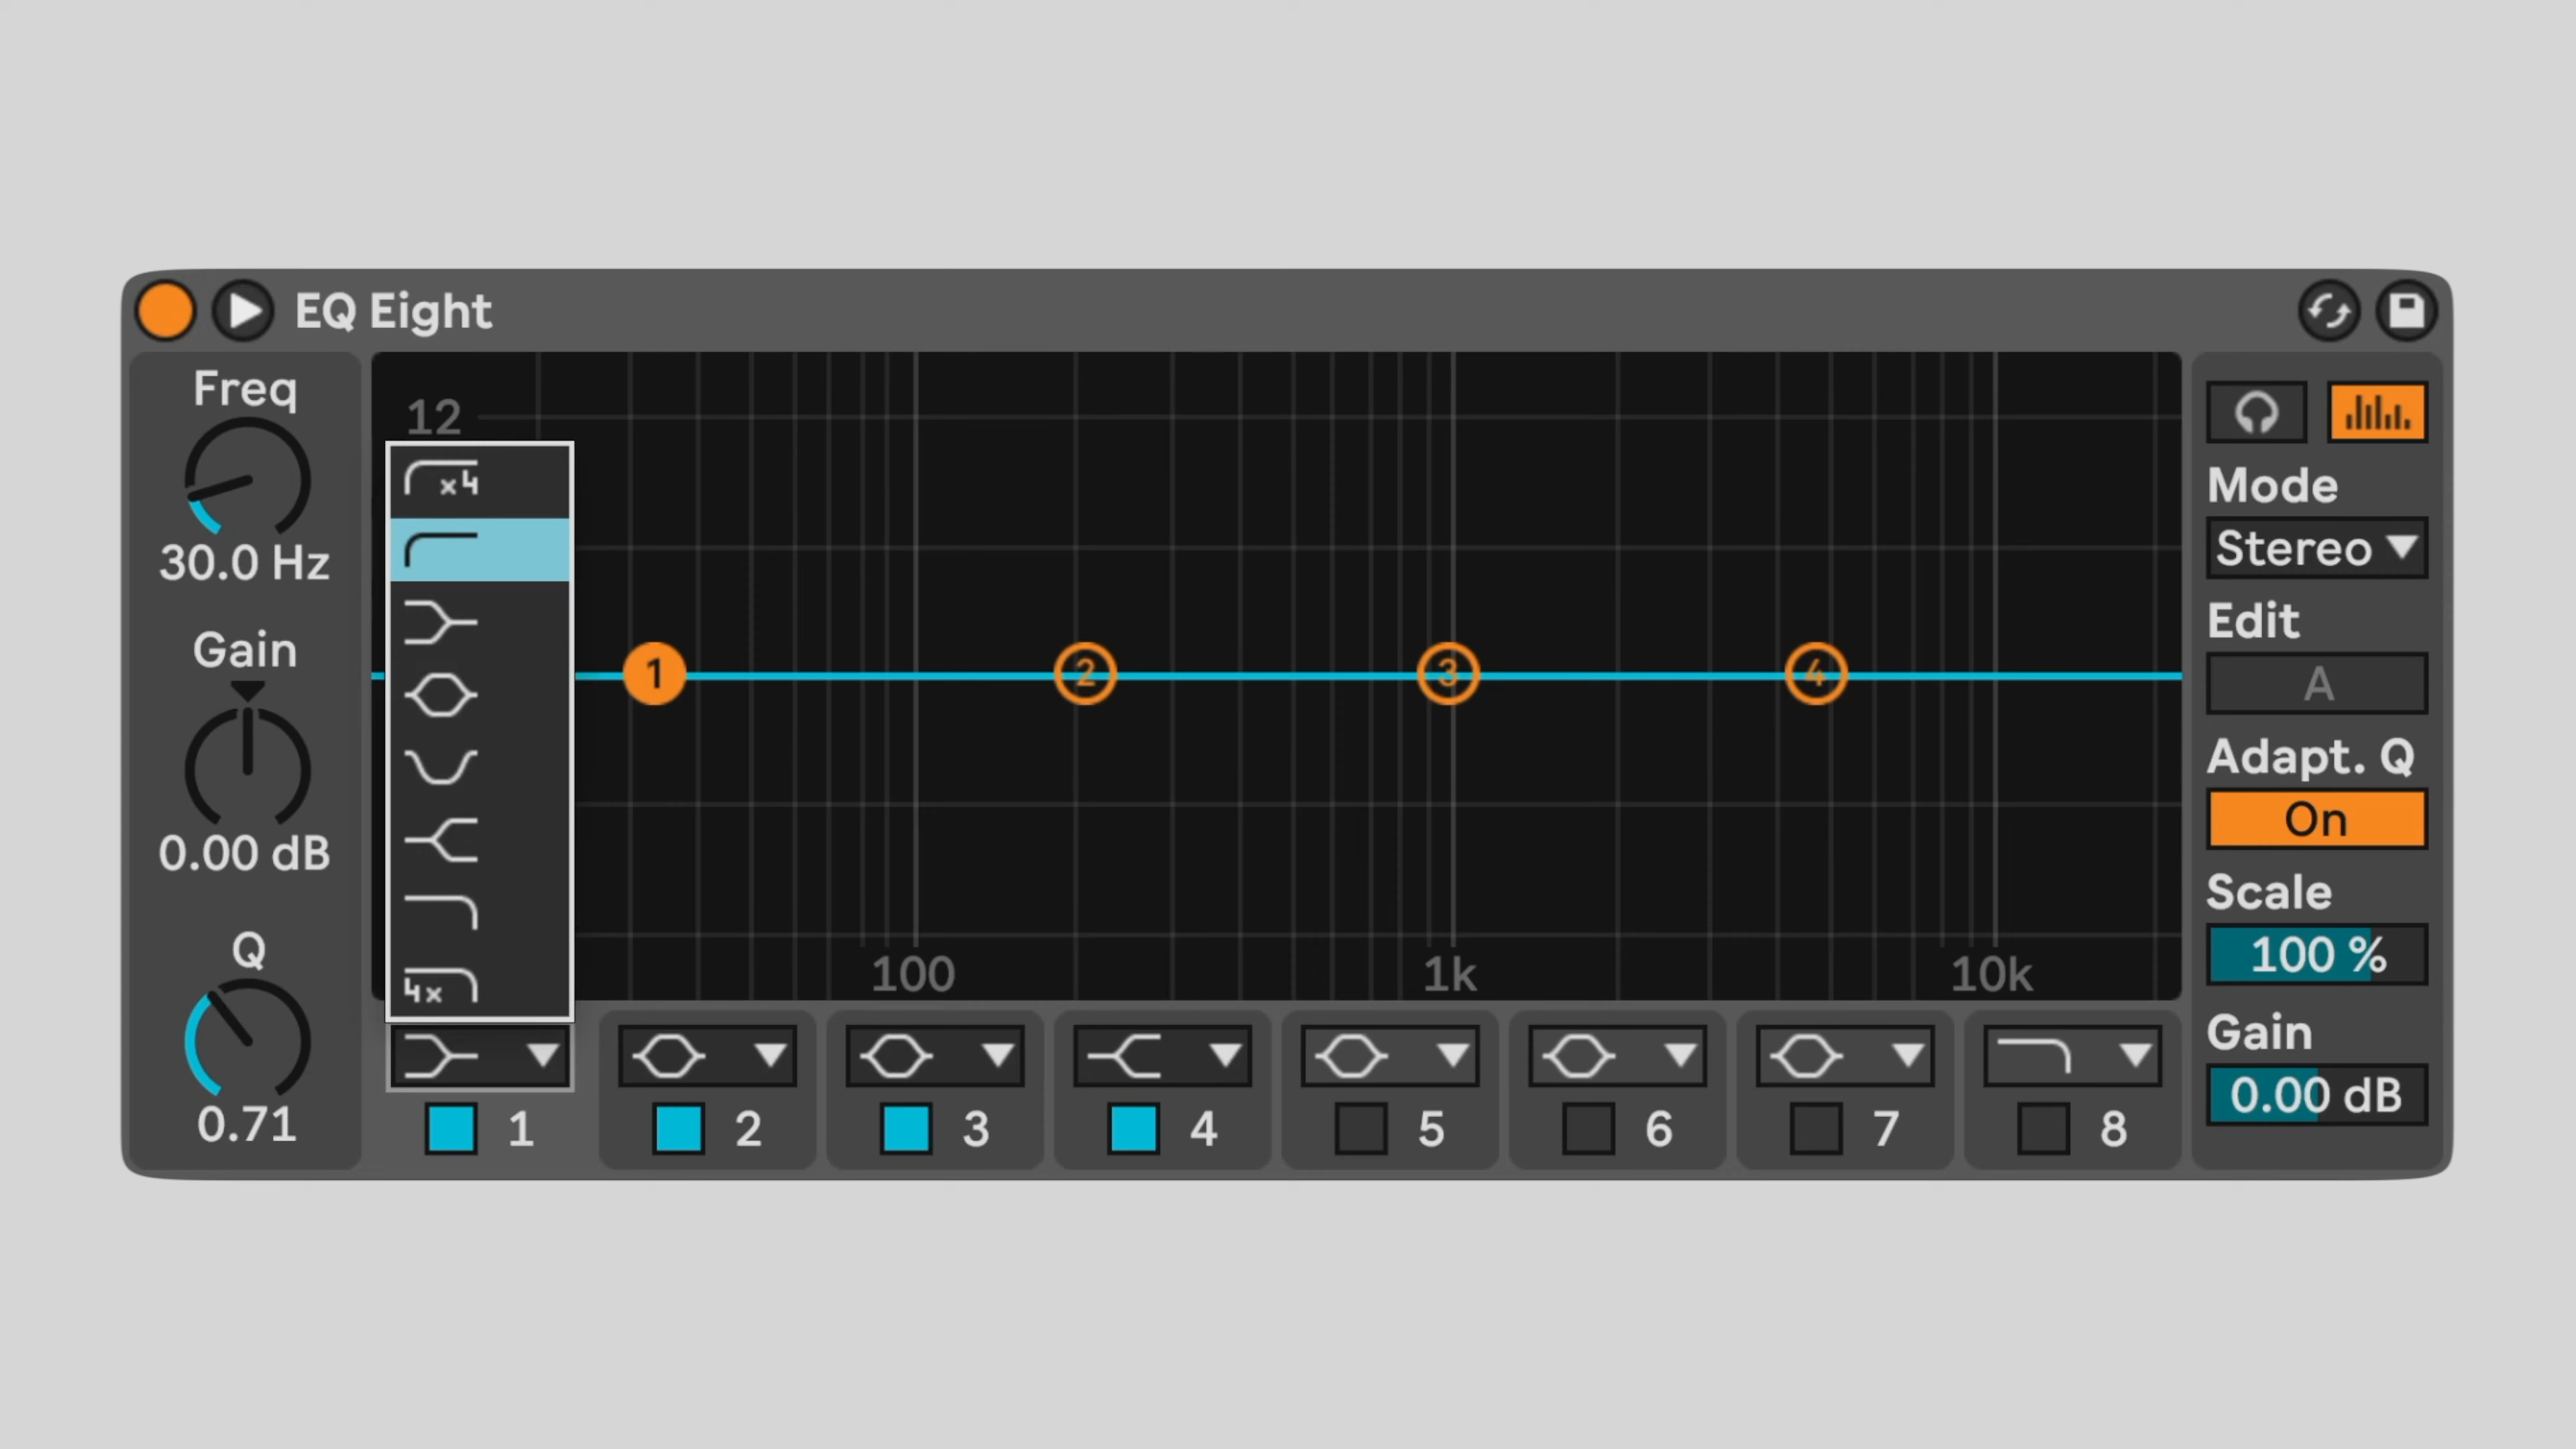 EQ Eight
Freq
30.0 Hz
Gain
0.00 dB
Q
0.71
12
x4
4x
1 2 3 4
100 1k 10k
1 2 3 4 5 6 7 8
Mode
Stereo
Edit
A
Adapt. Q
On
Scale
100 %
Gain
0.00 dB